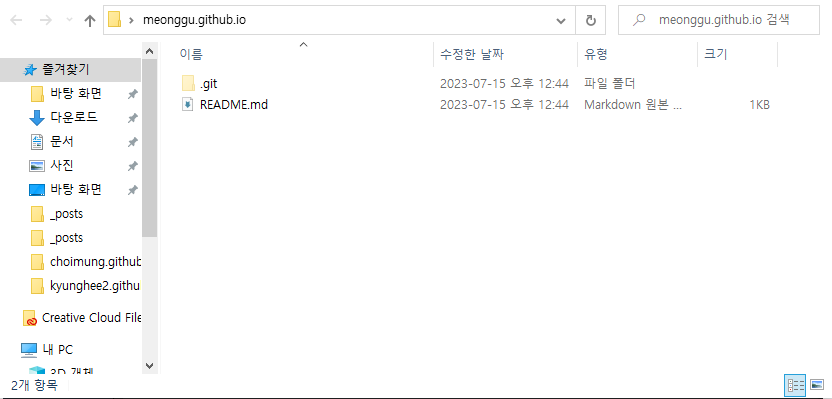 meonggu.github.io
meonggu.github.io 검색
이름 수정한 날짜 유형 크기
즐겨찾기
바탕 화면
다운로드
문서
사진
바탕 화면
_posts
_posts
choimung.github
kyunghee2.githu
Creative Cloud File
내 PC
3D 개체
.git 2023-07-15 오후 12:44 파일 폴더
README.md 2023-07-15 오후 12:44 Markdown 원본 ... 1KB
2개 항목